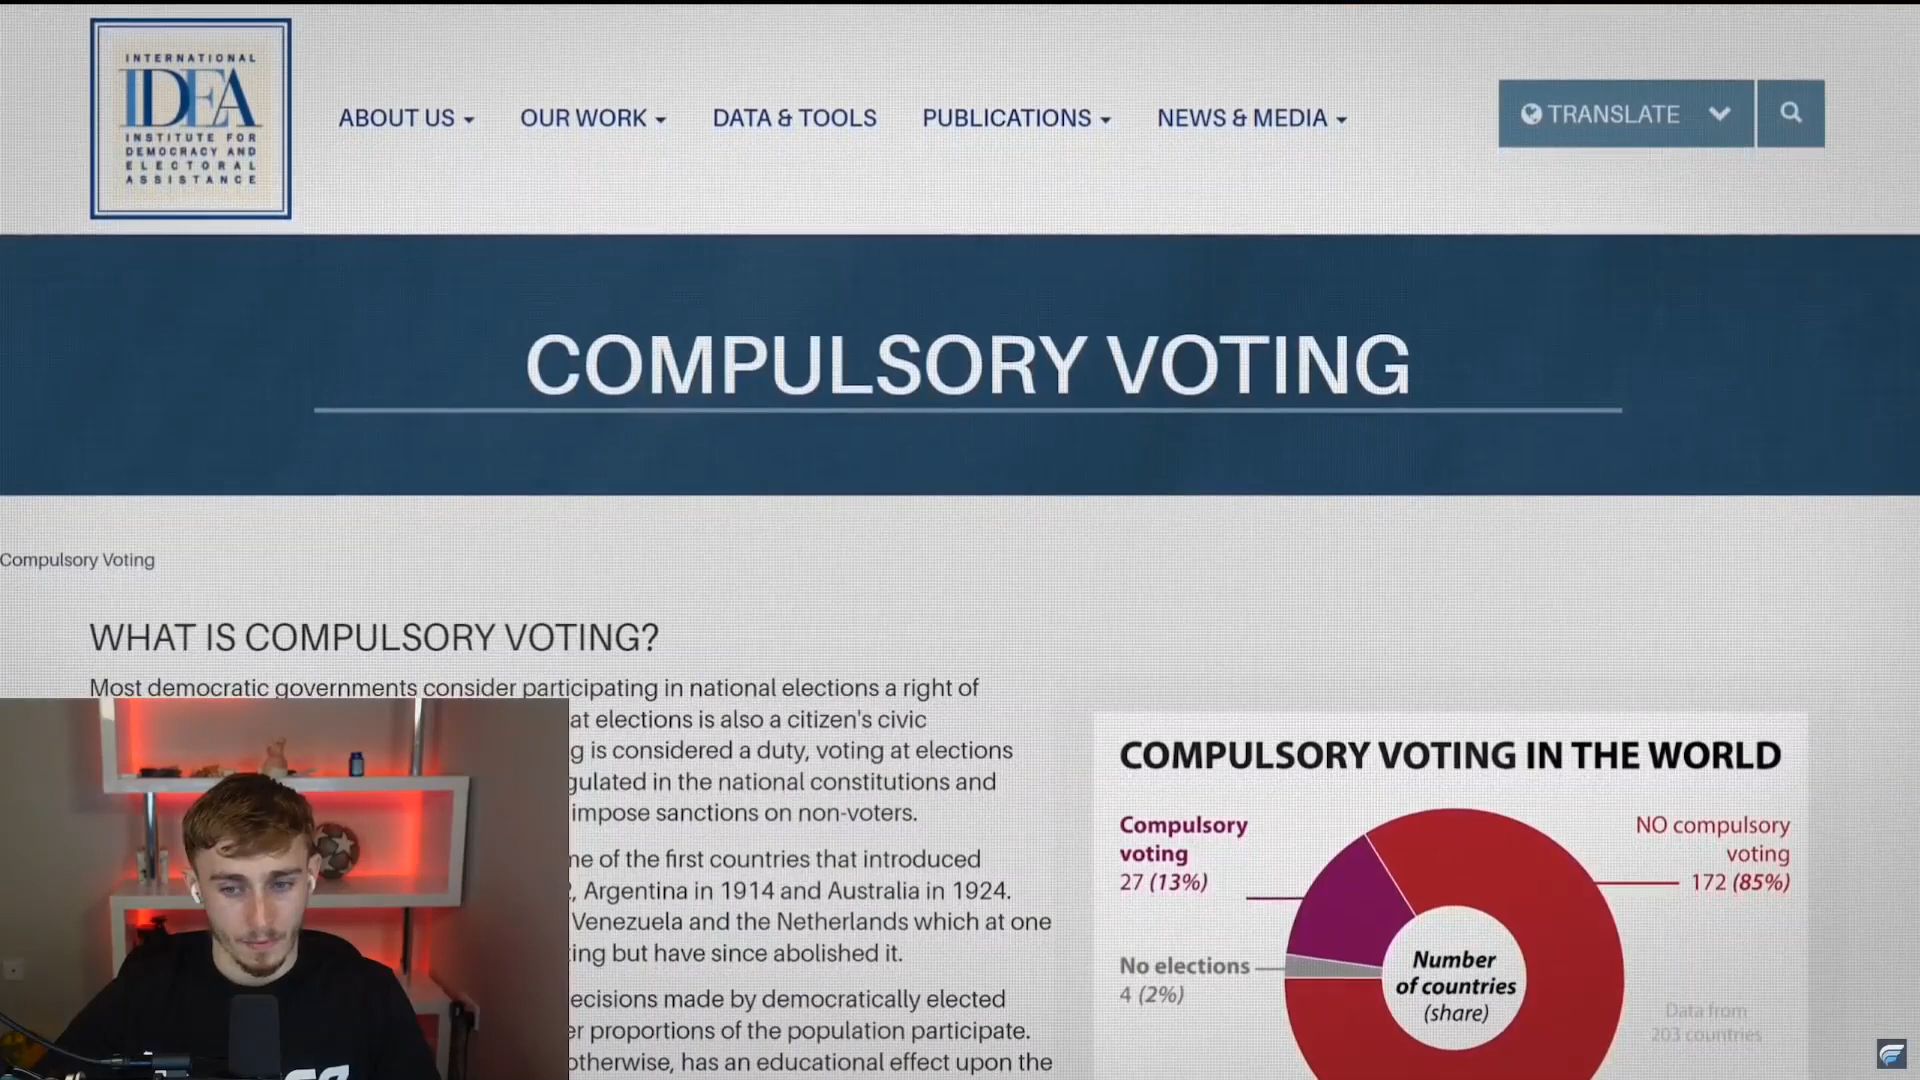 INTERNATIONAL
IDEA
INSTITUTE FOR
DEMOCRACY AND
ELECTORAL
ASSISTANCE
ABOUT US
OUR WORK
DATA & TOOLS
PUBLICATIONS
NEWS & MEDIA
TRANSLATE
COMPULSORY VOTING
Compulsory Voting
WHAT IS COMPULSORY VOTING?
Most democratic governments consider participating in national elections a right of
at elections is also a citizen's civic
g is considered a duty, voting at elections
gulated in the national constitutions and
impose sanctions on non-voters.
ne of the first countries that introduced
, Argentina in 1914 and Australia in 1924.
Venezuela and the Netherlands which at one
ing but have since abolished it.
ecisions made by democratically elected
er proportions of the population participate.
otherwise, has an educational effect upon the
COMPULSORY VOTING IN THE WORLD
Compulsory
voting
27 (13%)
NO compulsory
voting
172 (85%)
No elections
4 (2%)
Number
of countries
(share)
Data from
203 countries